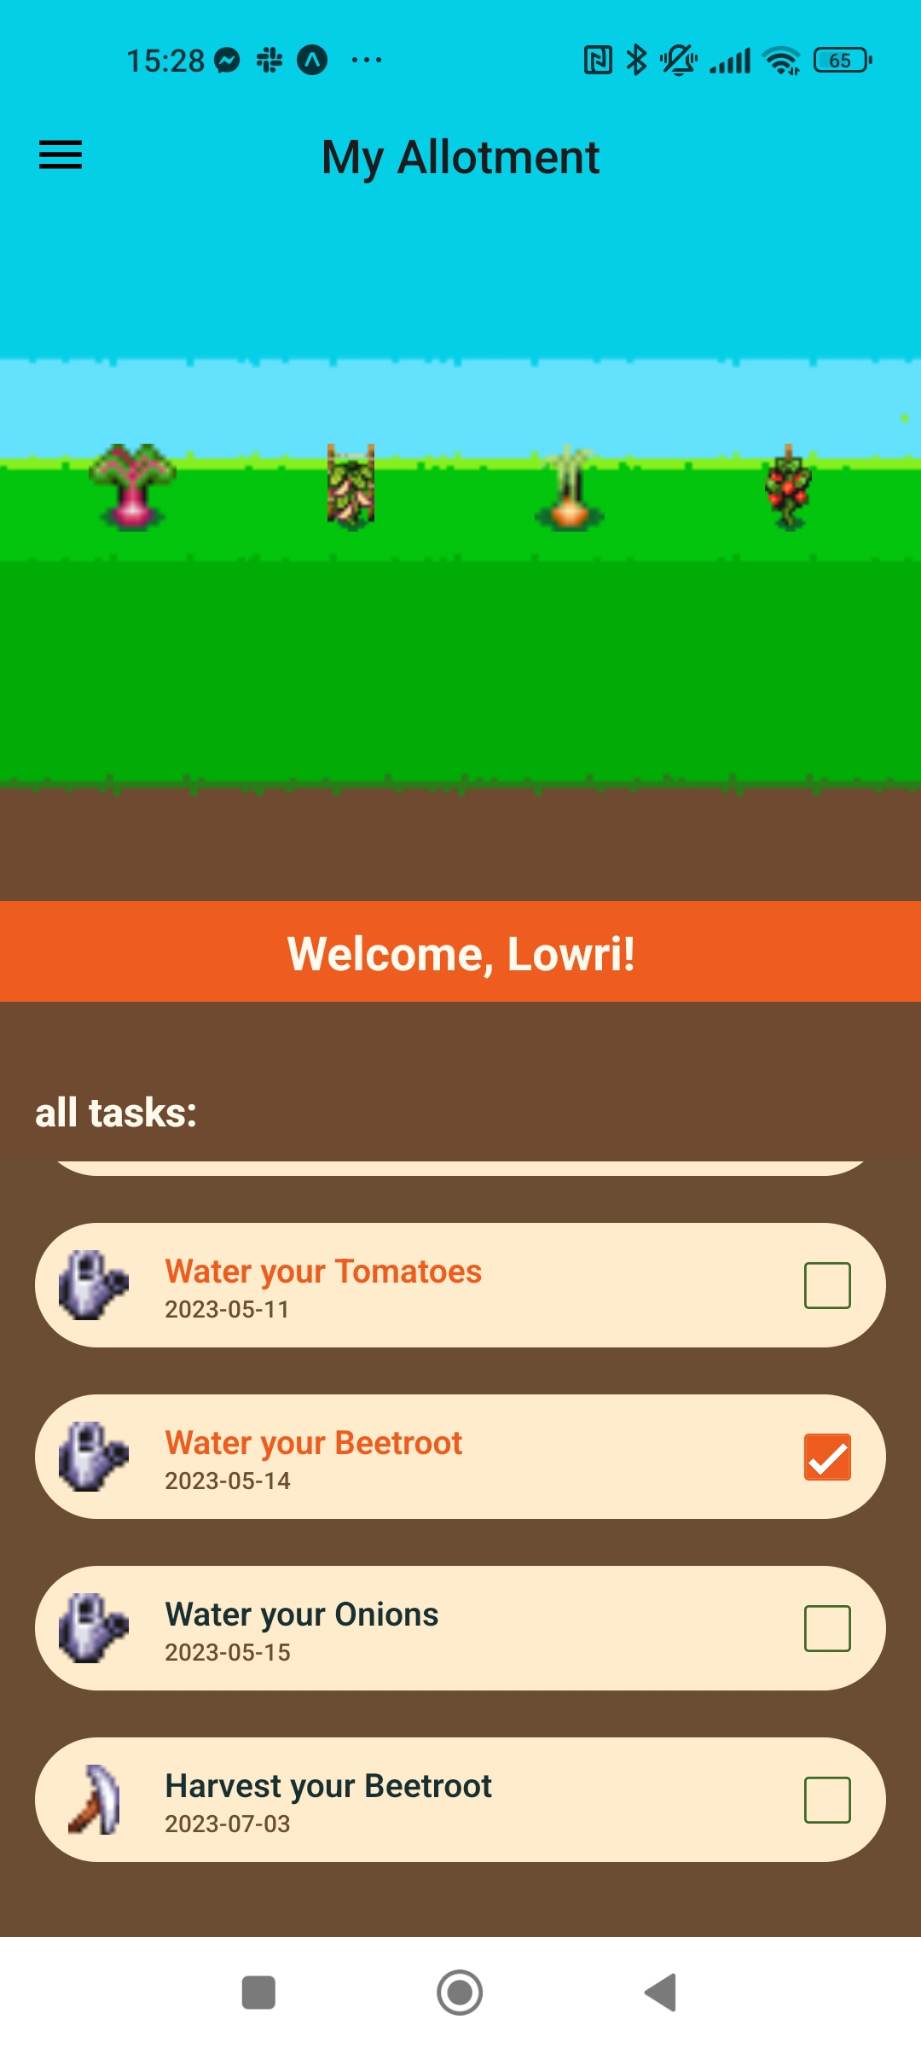 15:28
65
My Allotment
Welcome, Lowri!
all tasks:
Water your Tomatoes
2023-05-11
Water your Beetroot
2023-05-14
Water your Onions
2023-05-15
Harvest your Beetroot
2023-07-03